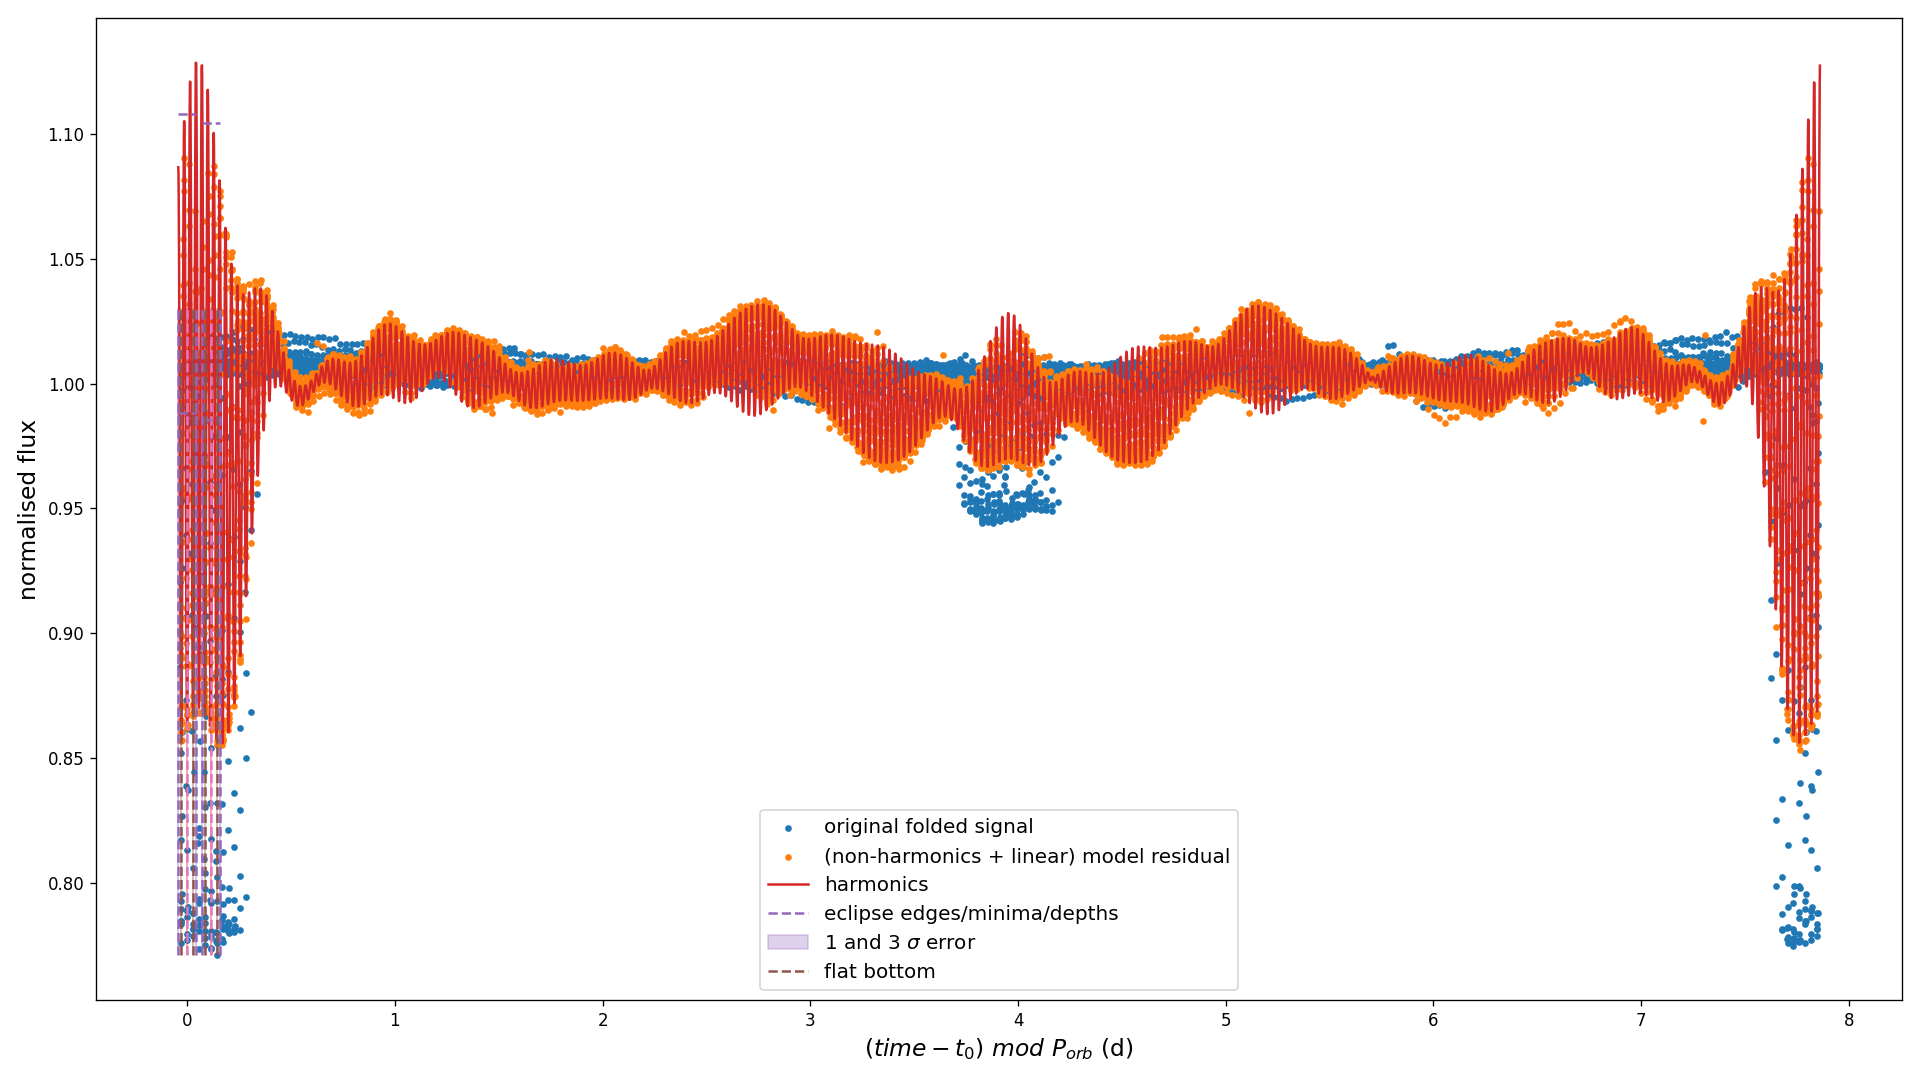 normalised flux
1.10
1.05
1.00
0.95
0.90
0.85
0.80
original folded signal
(non-harmonics + linear) model residual
harmonics
eclipse edges/minima/depths
1 and 3 σ error
flat bottom
0 1 2 3 4 5 6 7 8
(time − t₀) mod P_orb (d)